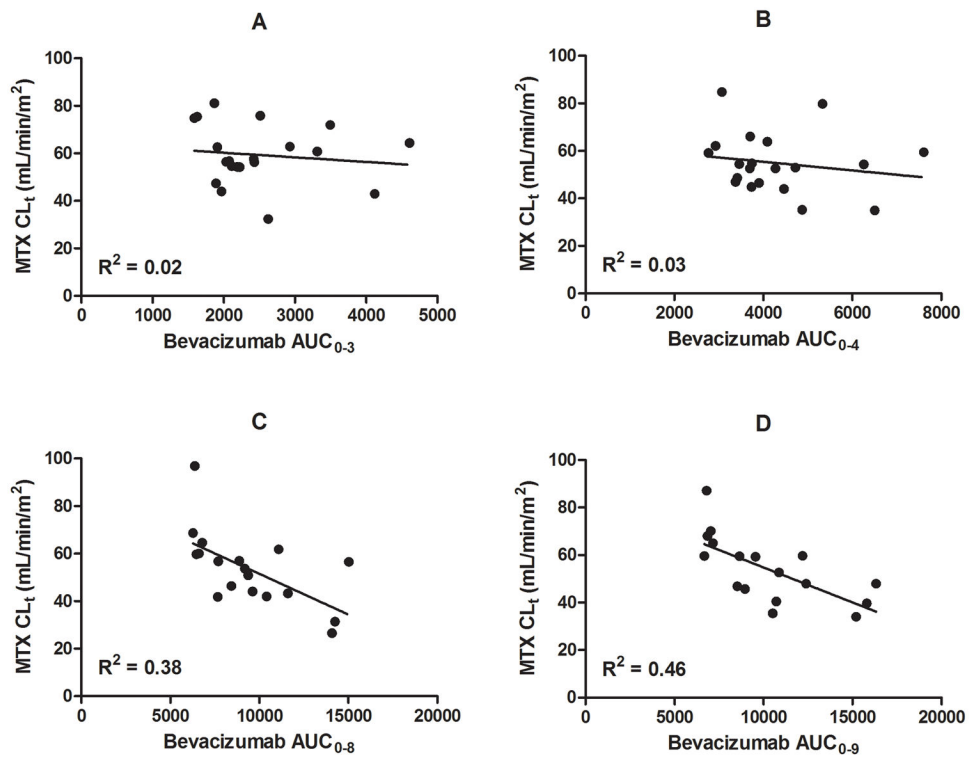 A
MTX CLt (mL/min/m²)
100
80
60
40
20
0
R² = 0.02
0 1000 2000 3000 4000 5000
Bevacizumab AUC0-3
B
MTX CLt (mL/min/m²)
100
80
60
40
20
0
R² = 0.03
0 2000 4000 6000 8000
Bevacizumab AUC0-4
C
MTX CLt (mL/min/m²)
100
80
60
40
20
0
R² = 0.38
0 5000 10000 15000 20000
Bevacizumab AUC0-8
D
MTX CLt (mL/min/m²)
100
80
60
40
20
0
R² = 0.46
0 5000 10000 15000 20000
Bevacizumab AUC0-9